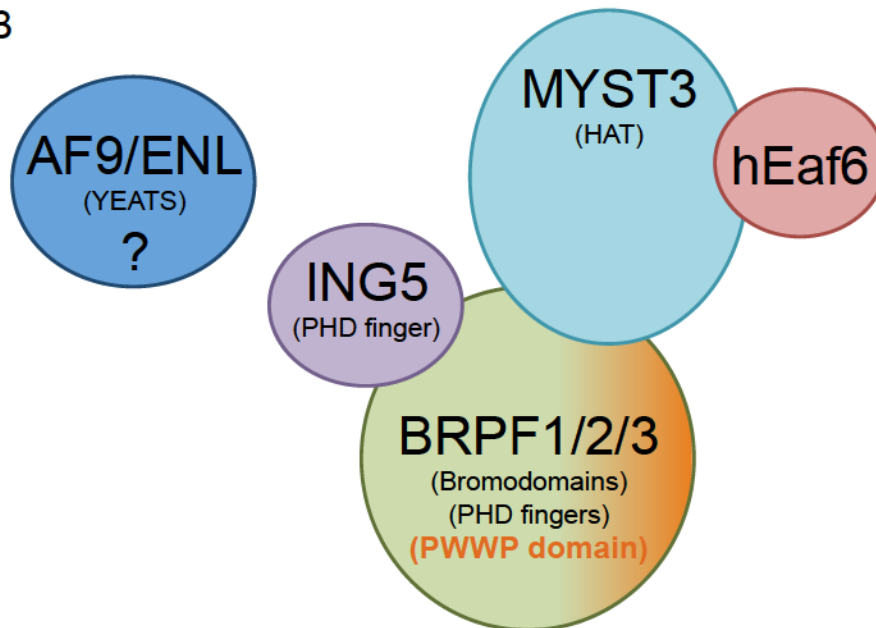 B
MYST3
(HAT)
AF9/ENL
(YEATS)
?
hEaf6
ING5
(PHD finger)
BRPF1/2/3
(Bromodomains)
(PHD fingers)
(PWWP domain)